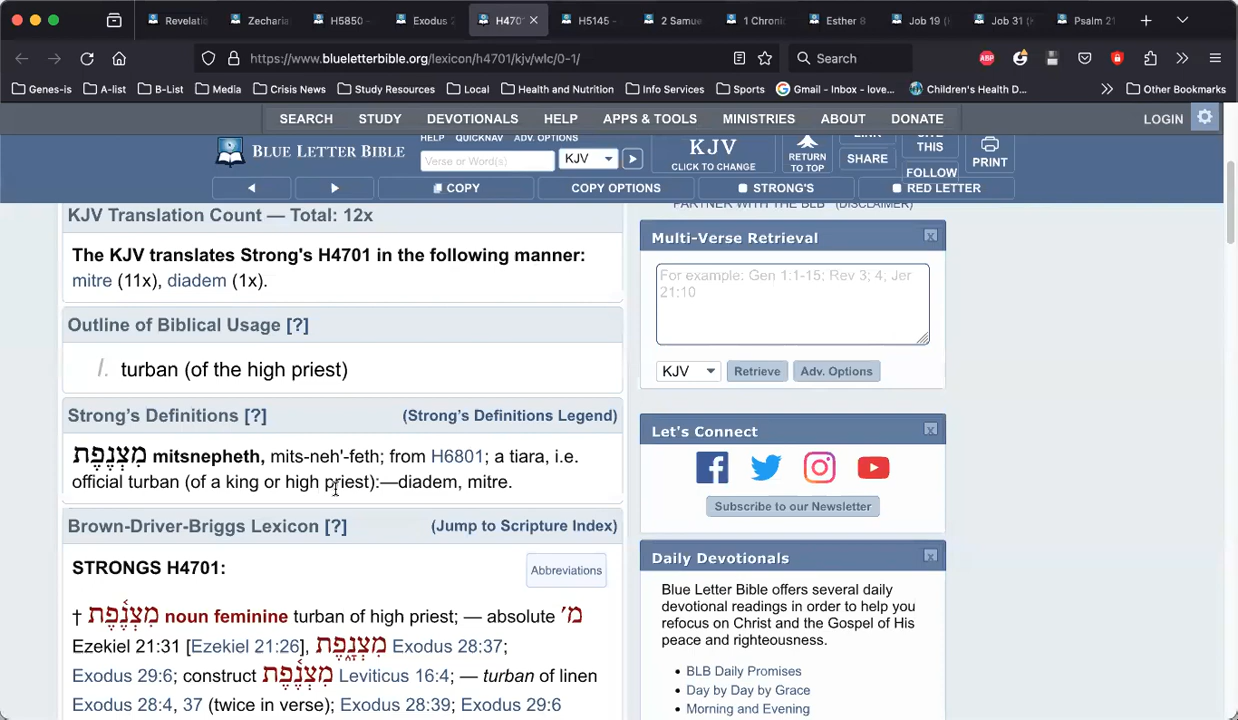 Revelati
Zecharia
H5850 -
Exodus 2
H470
H5145 -
2 Samue
1 Chroni
Esther 8
Job 19 (
Job 31 (
Psalm 21
https://www.blueletterbible.org/lexicon/h4701/kjv/wlc/0-1/
Search
Genes-is
A-list
B-List
Media
Crisis News
Study Resources
Local
Health and Nutrition
Info Services
Sports
Gmail - Inbox - love...
Children's Health D...
Other Bookmarks
SEARCH STUDY DEVOTIONALS HELP APPS & TOOLS MINISTRIES ABOUT DONATE LOGIN
BLUE LETTER BIBLE
HELP QUICKNAV ADV. OPTIONS
Verse or Word(s)
KJV
KJV
CLICK TO CHANGE
RETURN
TO TOP
LINK
SHARE
CITE
THIS
FOLLOW
PRINT
COPY
COPY OPTIONS
STRONG'S
RED LETTER
KJV Translation Count — Total: 12x
The KJV translates Strong's H4701 in the following manner:
mitre (11x), diadem (1x).
Outline of Biblical Usage [?]
I. turban (of the high priest)
Strong's Definitions [?] (Strong's Definitions Legend)
מִצְנֶפֶת mitsnepheth, mits-neh'-feth; from H6801; a tiara, i.e.
official turban (of a king or high priest):—diadem, mitre.
Brown-Driver-Briggs Lexicon [?] (Jump to Scripture Index)
STRONGS H4701:
Abbreviations
† מִצְנֶ֫פֶת noun feminine turban of high priest; — absolute מ׳
Ezekiel 21:31 [Ezekiel 21:26], מִצְנָ֑פֶת Exodus 28:37;
Exodus 29:6; construct מִצְנֶ֫פֶת Leviticus 16:4; — turban of linen
Exodus 28:4, 37 (twice in verse); Exodus 28:39; Exodus 29:6
PARTNER WITH THE BLB (DISCLAIMER)
Multi-Verse Retrieval
For example: Gen 1:1-15; Rev 3; 4; Jer
21:10
KJV
Retrieve
Adv. Options
Let's Connect
Subscribe to our Newsletter
Daily Devotionals
Blue Letter Bible offers several daily
devotional readings in order to help you
refocus on Christ and the Gospel of His
peace and righteousness.
• BLB Daily Promises
• Day by Day by Grace
• Morning and Evening